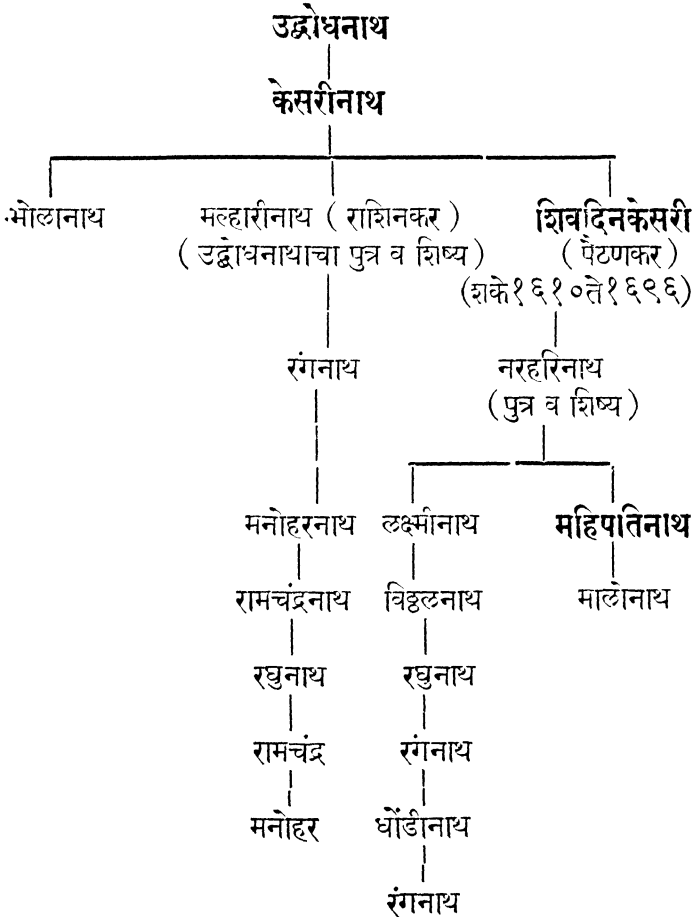 उद्बोधनाथ
केसरीनाथ
भोलानाथ मल्हारीनाथ ( राशिनकर ) शिवदिनकेसरी
( उद्बोधनाथाचा पुत्र व शिष्य ) ( पैठणकर )
(शके१६१०ते१६९६)
रंगनाथ नरहरिनाथ
( पुत्र व शिष्य )
मनोहरनाथ लक्ष्मीनाथ महिपतिनाथ
रामचंद्रनाथ विठ्ठलनाथ मालोनाथ
रघुनाथ रघुनाथ
रामचंद्र रंगनाथ
मनोहर धोंडीनाथ
रंगनाथ